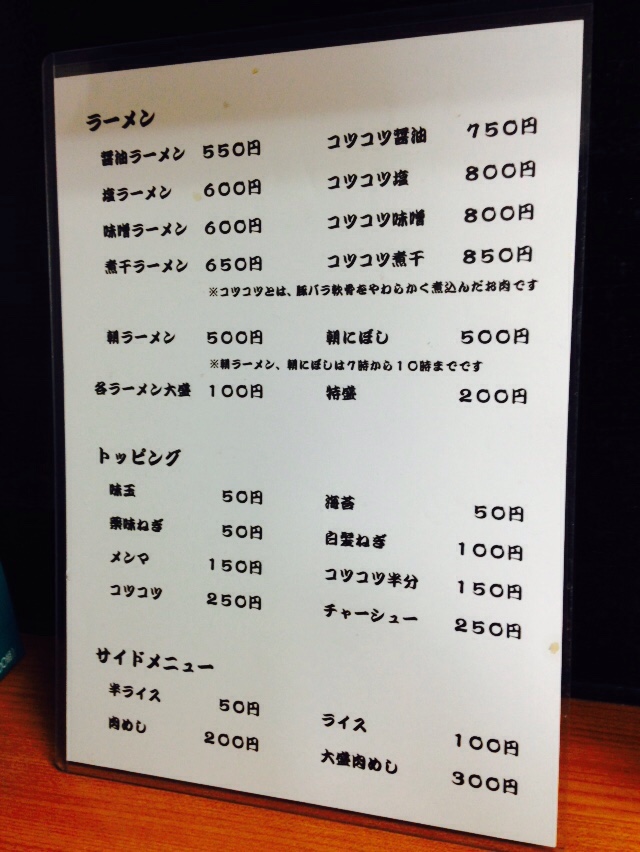 ラーメン
醤油ラーメン 550円 コツコツ醤油 750円
塩ラーメン 600円 コツコツ塩 800円
味噌ラーメン 600円 コツコツ味噌 800円
煮干ラーメン 650円 コツコツ煮干 850円
※コツコツとは、豚バラ軟骨をやわらかく煮込んだお肉です
朝ラーメン 500円 朝にぼし 500円
※朝ラーメン、朝にぼしは7時から10時までです
各ラーメン大盛 100円 特盛 200円
トッピング
味玉 50円 海苔 50円
薬味ねぎ 50円 白髪ねぎ 100円
メンマ 150円 コツコツ半分 150円
コツコツ 250円 チャーシュー 250円
サイドメニュー
半ライス 50円 ライス 100円
肉めし 200円 大盛肉めし 300円